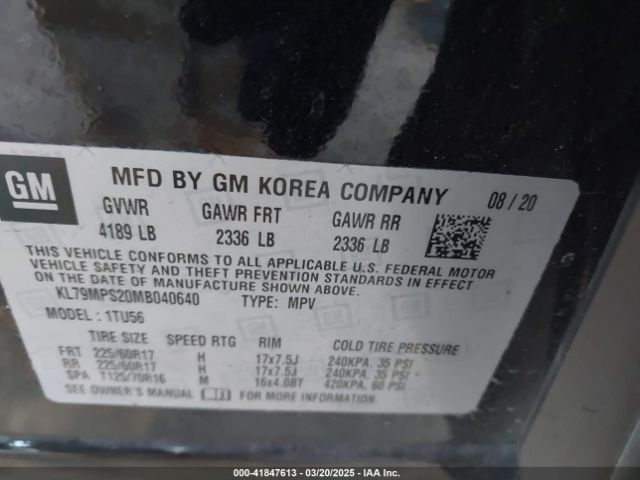 GM
MFD BY GM KOREA COMPANY 08/20
GVWR GAWR FRT GAWR RR
4189 LB 2336 LB 2336 LB
THIS VEHICLE CONFORMS TO ALL APPLICABLE U.S. FEDERAL MOTOR
VEHICLE SAFETY AND THEFT PREVENTION STANDARDS IN EFFECT
ON THE DATE OF MANUFACTURE SHOWN ABOVE.
KL79MPS20MB040640 TYPE: MPV
MODEL: 1TU56
TIRE SIZE SPEED RTG RIM COLD TIRE PRESSURE
FRT 225/60R17 H 17x7.5J 240KPA, 35 PSI
RR 225/60R17 H 17x7.5J 240KPA, 35 PSI
SPA T125/70R16 M 16x4.0BT 420KPA, 60 PSI
SEE OWNER'S MANUAL FOR MORE INFORMATION.
000-41847613 — 03/20/2025 — IAA Inc.